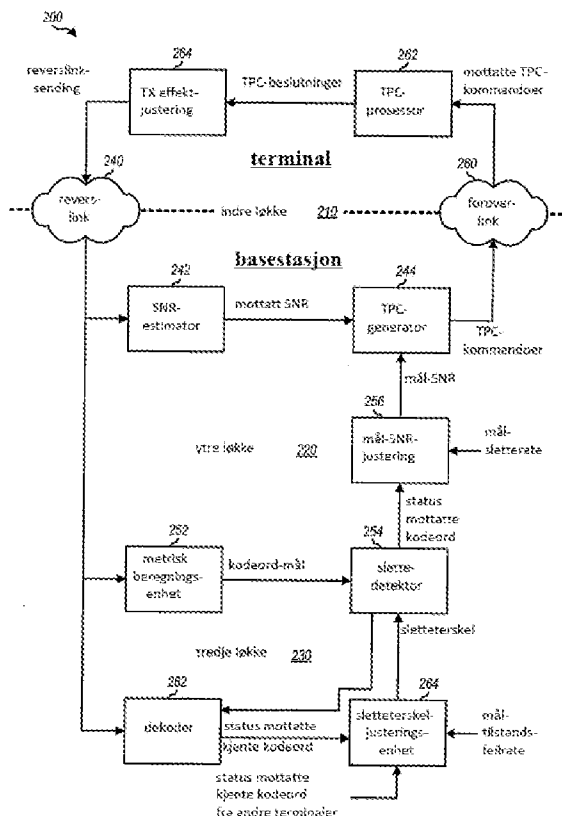 200
264
262
reverslink-
sending
TX effekt-
justering
TPC-beslutninger
TPC-
prosessor
mottatte TPC-
kommandoer
terminal
240
260
revers-
link
indre løkke 210
forover-
link
basestasjon
242
244
SNR-
estimator
mottatt SNR
TPC-
generator
TPC-
kommandoer
mål-SNR
256
ytre løkke 220
mål-SNR-
justering
mål-
sletterate
status
mottatte
kodeord
252
254
metrisk
beregnings-
enhet
kodeord-mål
slette-
detektor
sletteterskel
tredje løkke 230
262
264
dekoder
status mottatte
kjente kodeord
sletteterskel-
justerings-
enhet
mål-
tilstands-
feilrate
status mottatte
kjente kodeord
fra andre terminaler